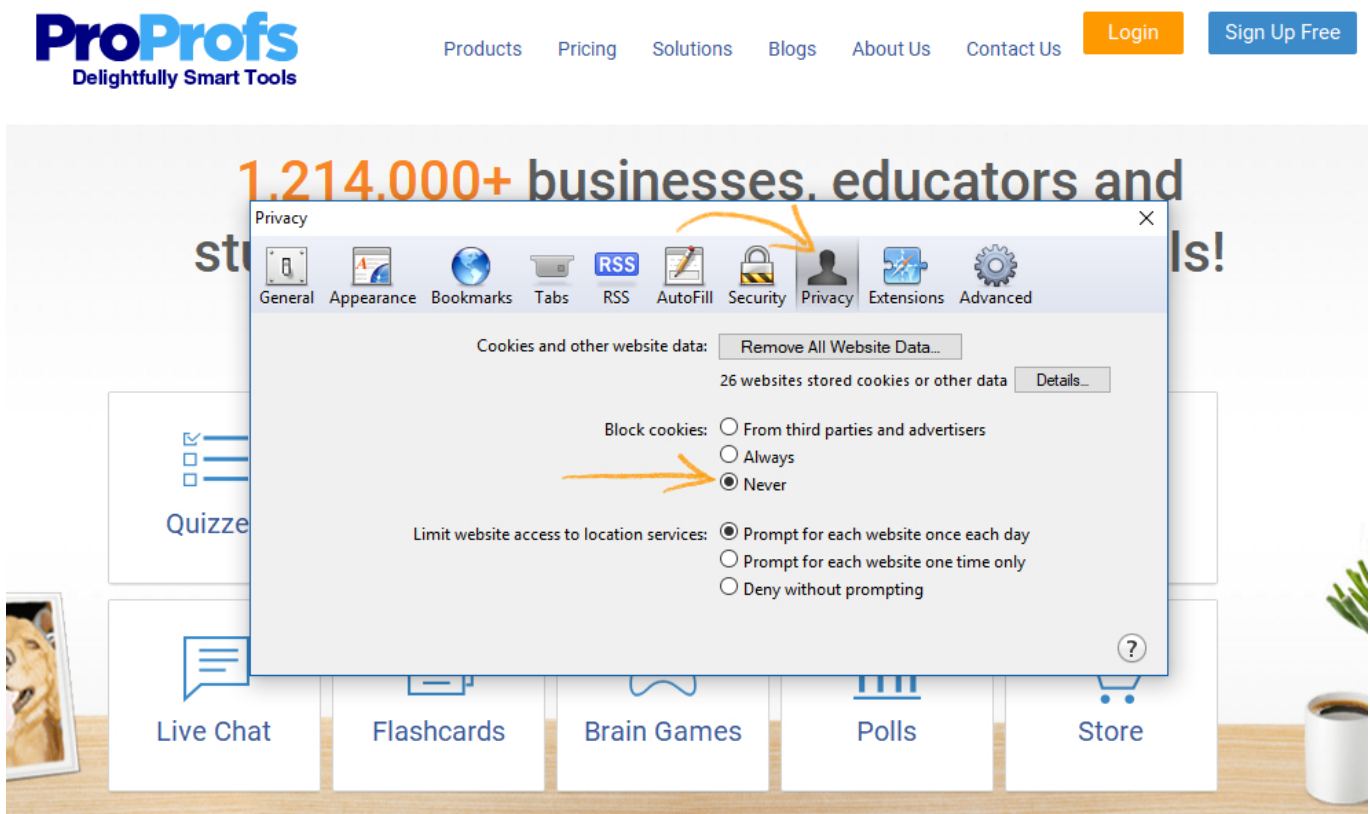 ProProfs
Delightfully Smart Tools
Products Pricing Solutions Blogs About Us Contact Us Login Sign Up Free
1,214,000+ businesses, educators and
Privacy
RSS
General Appearance Bookmarks Tabs RSS AutoFill Security Privacy Extensions Advanced
Cookies and other website data: Remove All Website Data...
26 websites stored cookies or other data Details...
Block cookies: From third parties and advertisers
Always
Never
Limit website access to location services: Prompt for each website once each day
Prompt for each website one time only
Deny without prompting
?
Quizze
Live Chat Flashcards Brain Games Polls Store